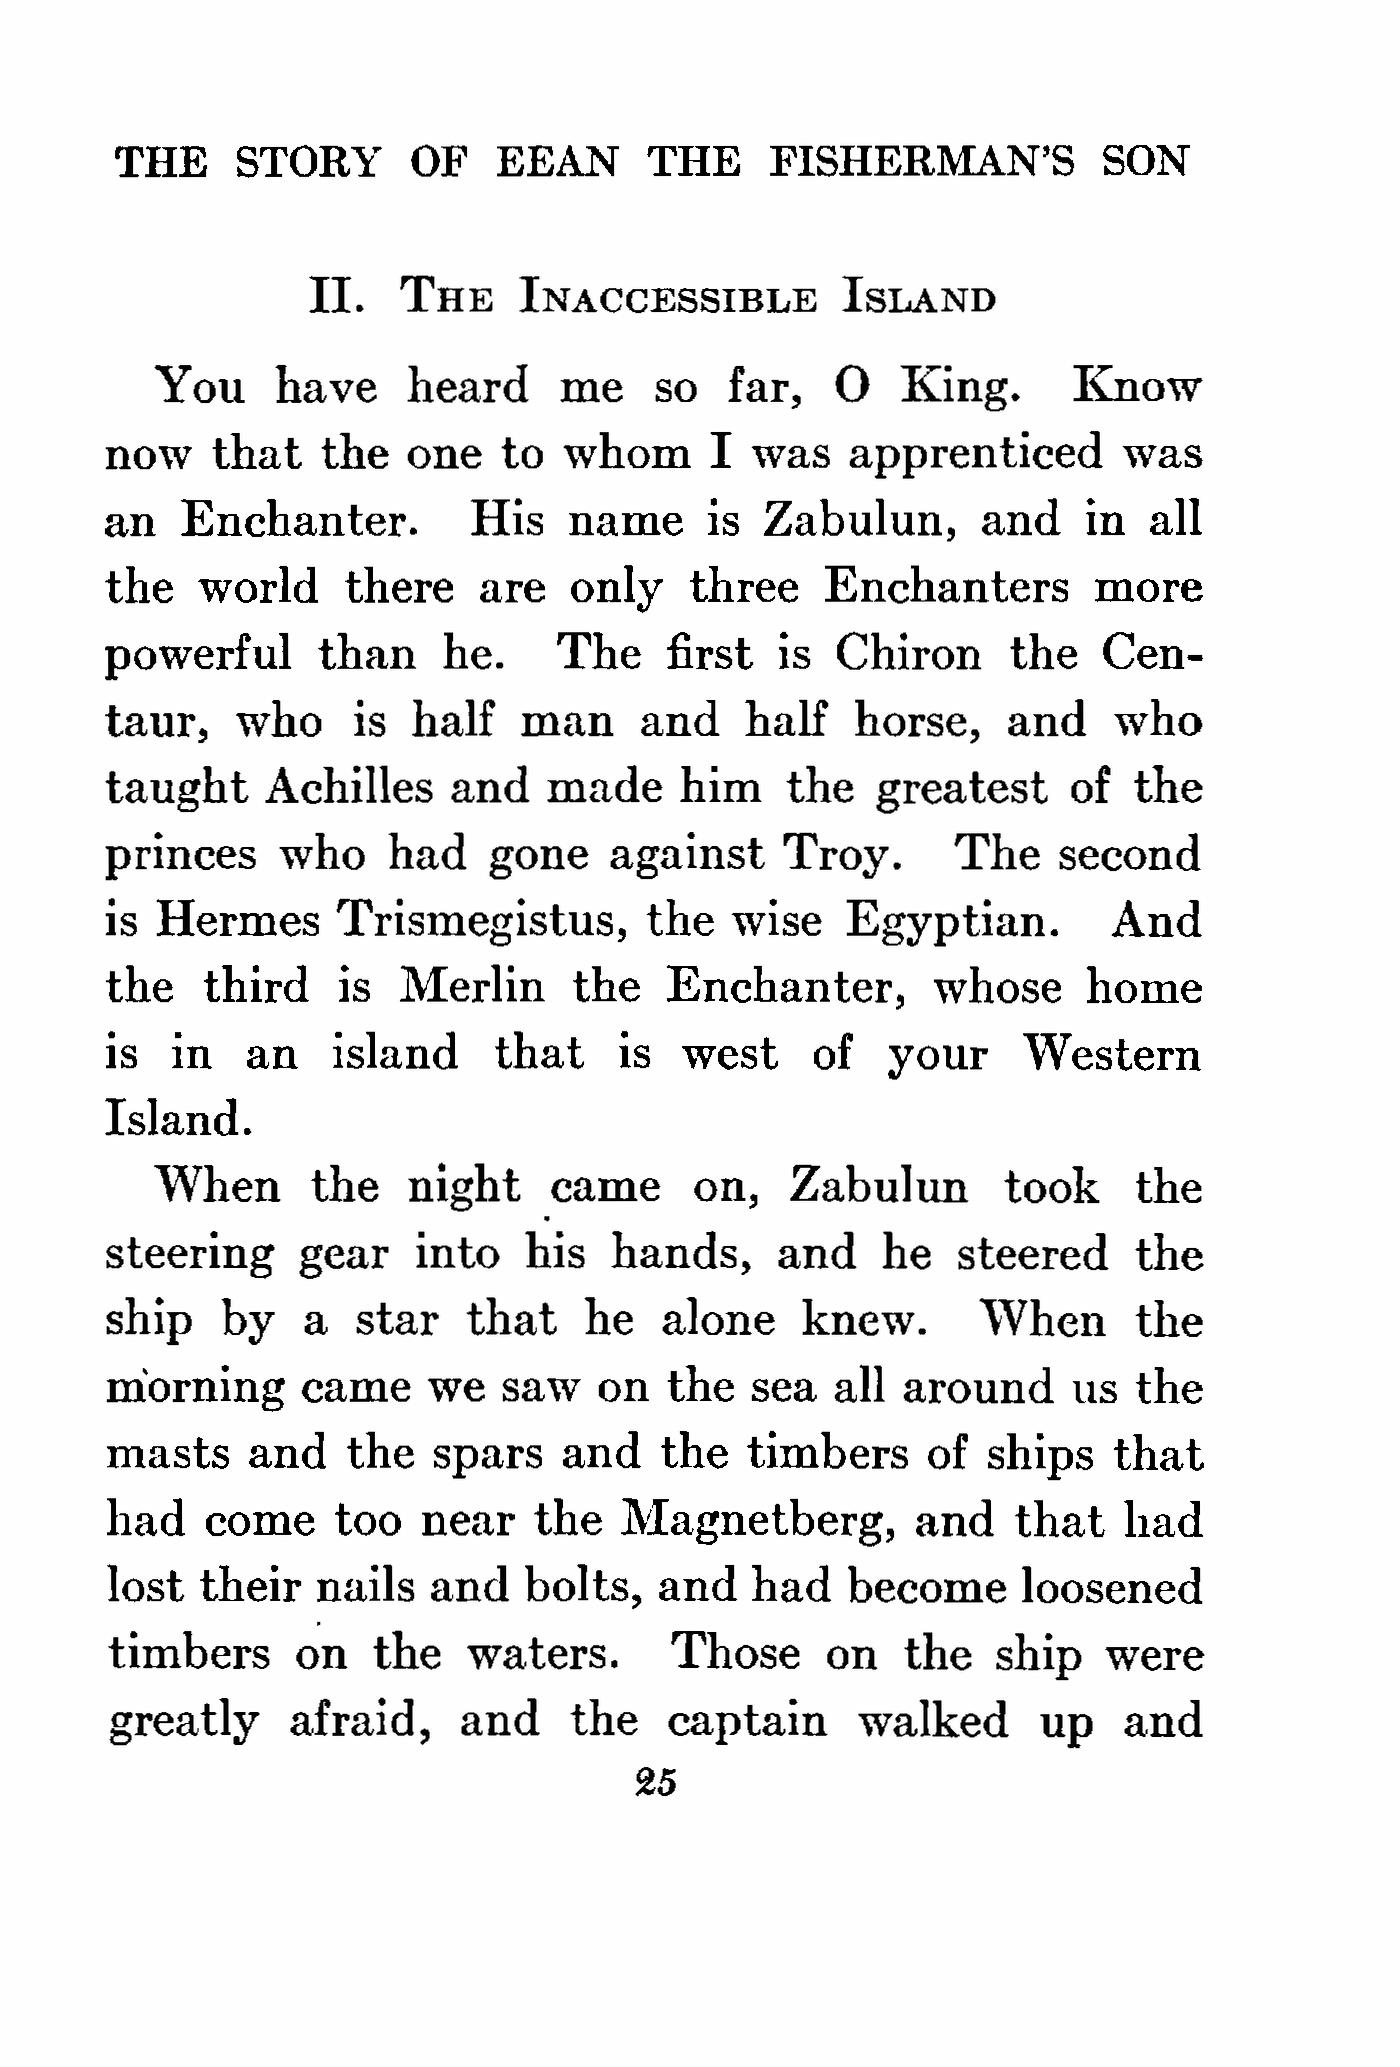 THE STORY OF EEAN THE FISHERMAN'S SON
II. THE INACCESSIBLE ISLAND
You have heard me so far, O King. Know
now that the one to whom I was apprenticed was
an Enchanter. His name is Zabulun, and in all
the world there are only three Enchanters more
powerful than he. The first is Chiron the Cen-
taur, who is half man and half horse, and who
taught Achilles and made him the greatest of the
princes who had gone against Troy. The second
is Hermes Trismegistus, the wise Egyptian. And
the third is Merlin the Enchanter, whose home
is in an island that is west of your Western
Island.
When the night came on, Zabulun took the
steering gear into his hands, and he steered the
ship by a star that he alone knew. When the
morning came we saw on the sea all around us the
masts and the spars and the timbers of ships that
had come too near the Magnetberg, and that had
lost their nails and bolts, and had become loosened
timbers on the waters. Those on the ship were
greatly afraid, and the captain walked up and
25